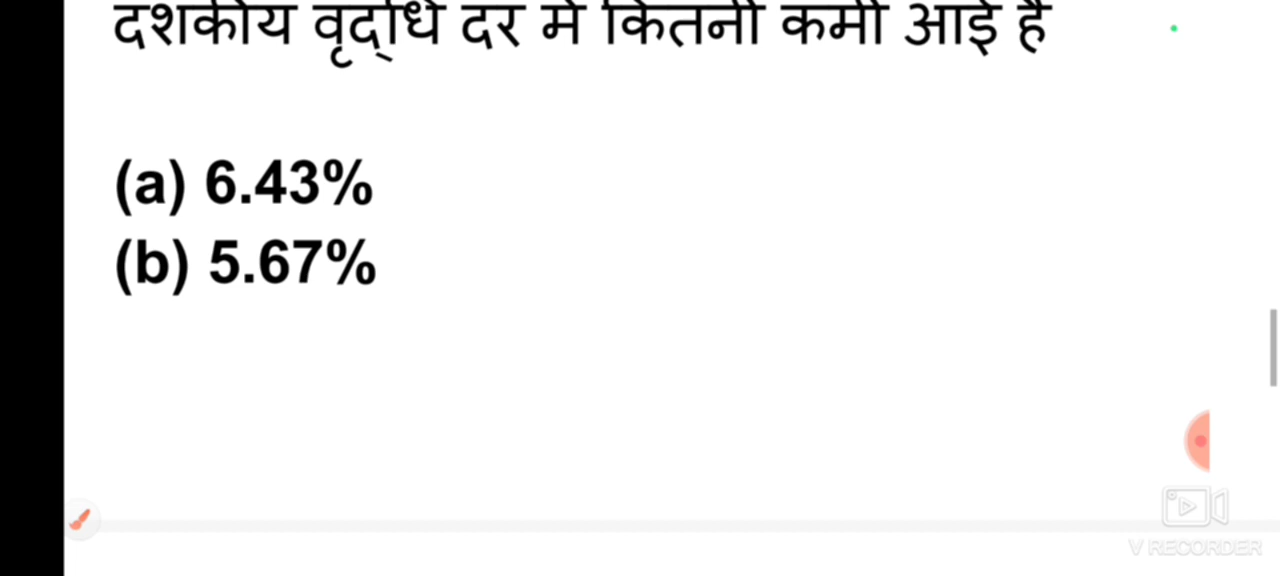 दशकीय वृद्धि दर में कितनी कमी आई है
(a) 6.43%
(b) 5.67%
V RECORDER